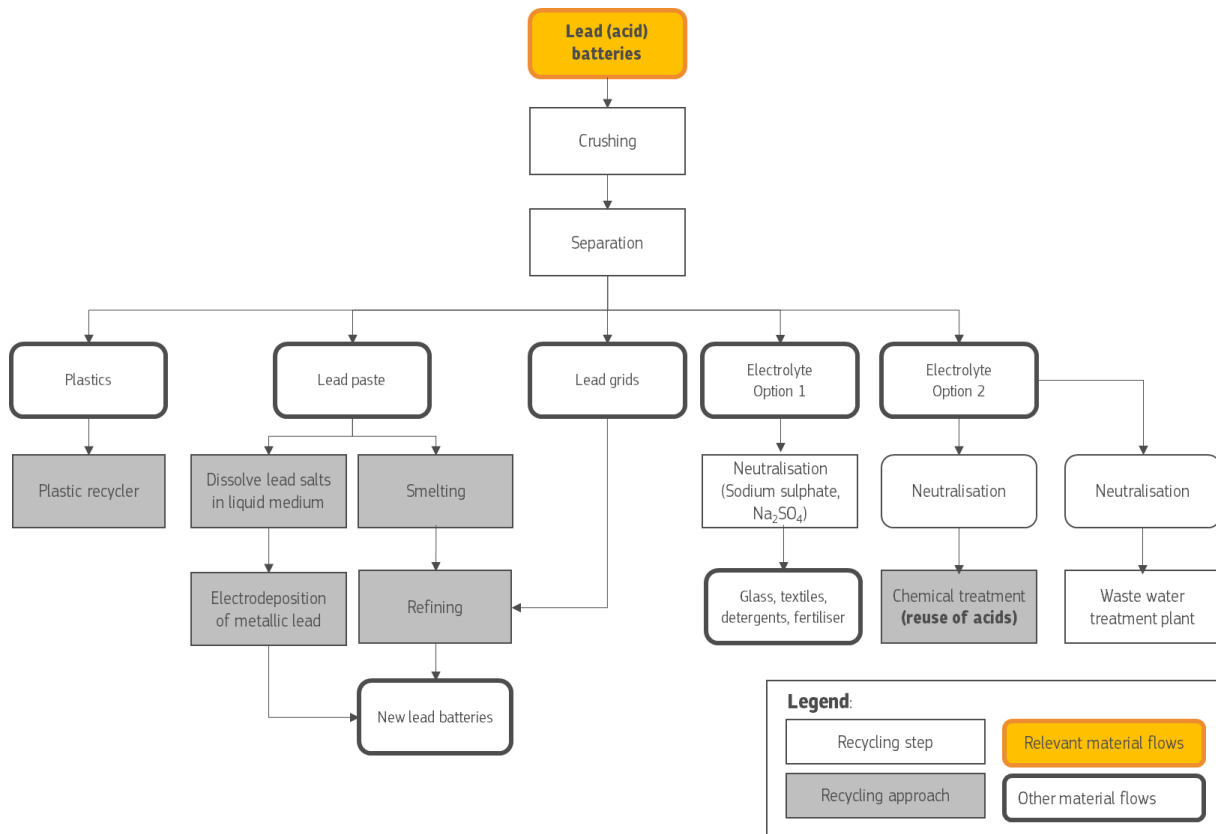 Lead (acid)
batteries
Crushing
Separation
Plastics
Lead paste
Lead grids
Electrolyte
Option 1
Electrolyte
Option 2
Plastic recycler
Dissolve lead salts
in liquid medium
Smelting
Neutralisation
(Sodium sulphate,
Na₂SO₄)
Neutralisation
Neutralisation
Electrodeposition
of metallic lead
Refining
Glass, textiles,
detergents, fertiliser
Chemical treatment
(reuse of acids)
Waste water
treatment plant
New lead batteries
Legend:
Recycling step
Relevant material flows
Recycling approach
Other material flows